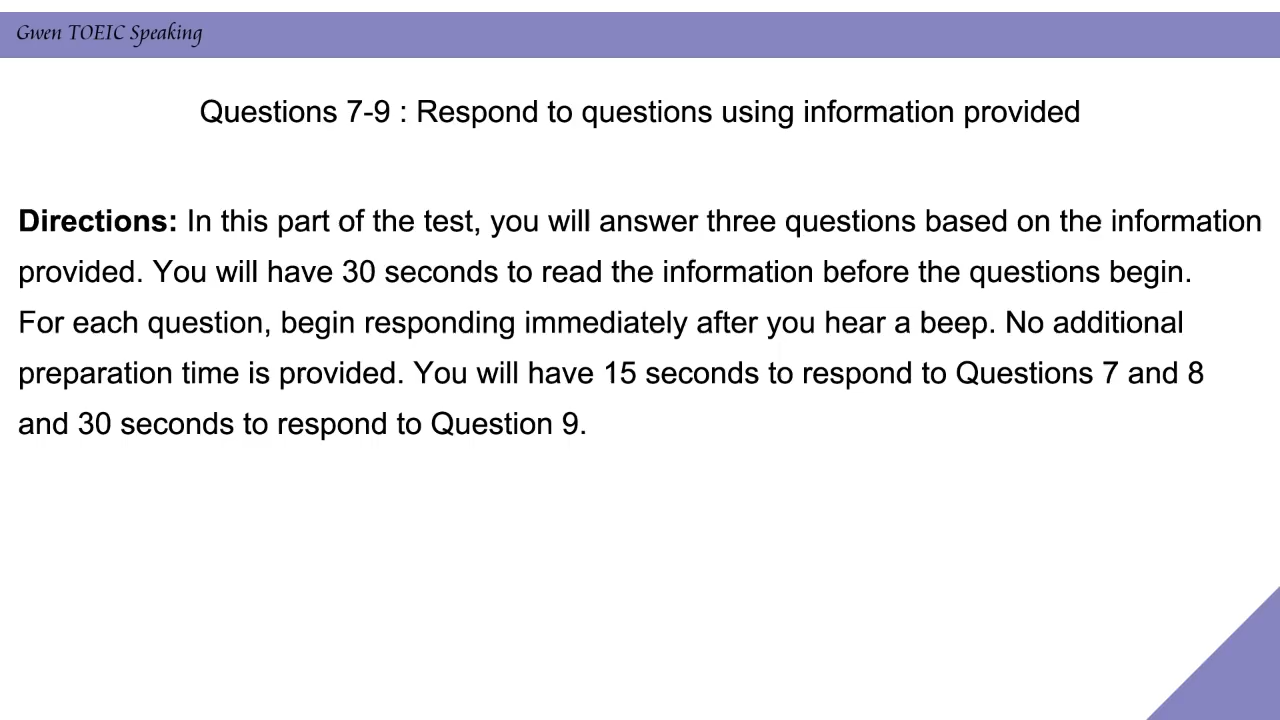 Gwen TOEIC Speaking
Questions 7-9 : Respond to questions using information provided
Directions: In this part of the test, you will answer three questions based on the information
provided. You will have 30 seconds to read the information before the questions begin.
For each question, begin responding immediately after you hear a beep. No additional
preparation time is provided. You will have 15 seconds to respond to Questions 7 and 8
and 30 seconds to respond to Question 9.